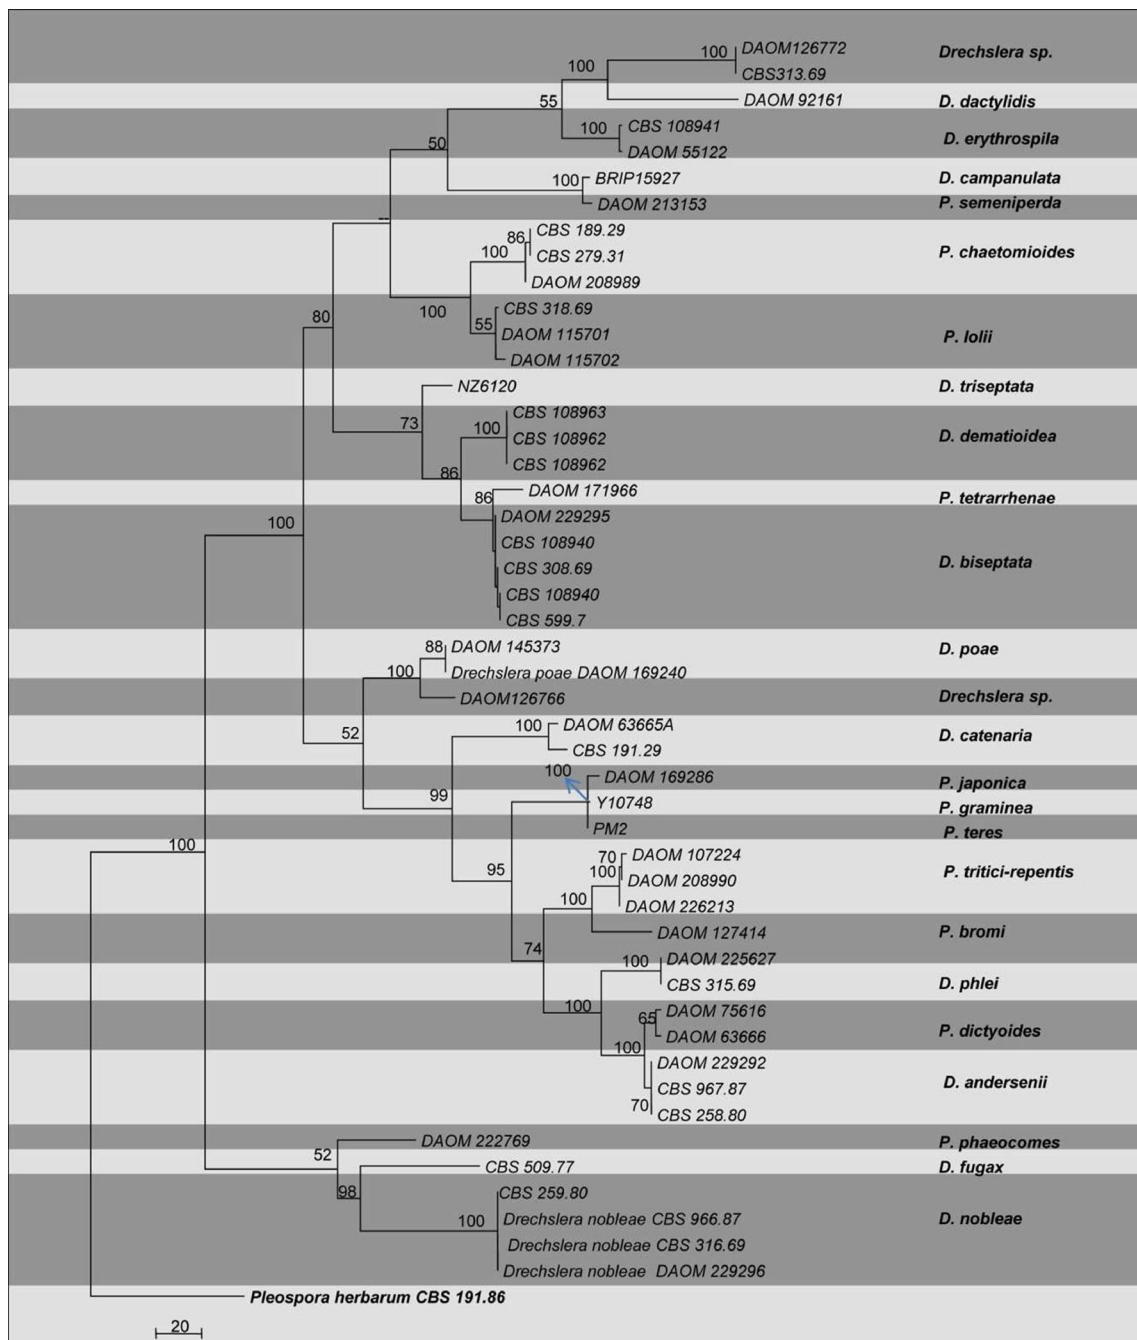 100 DAOM126772 Drechslera sp.
100 CBS313.69
55 DAOM 92161 D. dactylidis
100 CBS 108941 D. erythrospila
50 DAOM 55122
100 BRIP15927 D. campanulata
DAOM 213153 P. semeniperda
--
86 CBS 189.29
100 CBS 279.31 P. chaetomioides
DAOM 208989
100 CBS 318.69
80 55 DAOM 115701 P. lolii
DAOM 115702
NZ6120 D. triseptata
CBS 108963
73 100 CBS 108962 D. dematioidea
86 CBS 108962
86 DAOM 171966 P. tetrarrhenae
100 DAOM 229295
CBS 108940
CBS 308.69 D. biseptata
CBS 108940
CBS 599.7
88 DAOM 145373 D. poae
100 Drechslera poae DAOM 169240
DAOM126766 Drechslera sp.
52 100 DAOM 63665A D. catenaria
CBS 191.29
100 DAOM 169286 P. japonica
99 Y10748 P. graminea
PM2 P. teres
100 70 DAOM 107224
95 100 DAOM 208990 P. tritici-repentis
100 DAOM 226213
74 DAOM 127414 P. bromi
100 DAOM 225627
CBS 315.69 D. phlei
100 65 DAOM 75616
DAOM 63666 P. dictyoides
100 DAOM 229292
CBS 967.87 D. andersenii
70 CBS 258.80
52 DAOM 222769 P. phaeocomes
CBS 509.77 D. fugax
98 CBS 259.80
100 Drechslera nobleae CBS 966.87 D. nobleae
Drechslera nobleae CBS 316.69
Drechslera nobleae DAOM 229296
Pleospora herbarum CBS 191.86
20